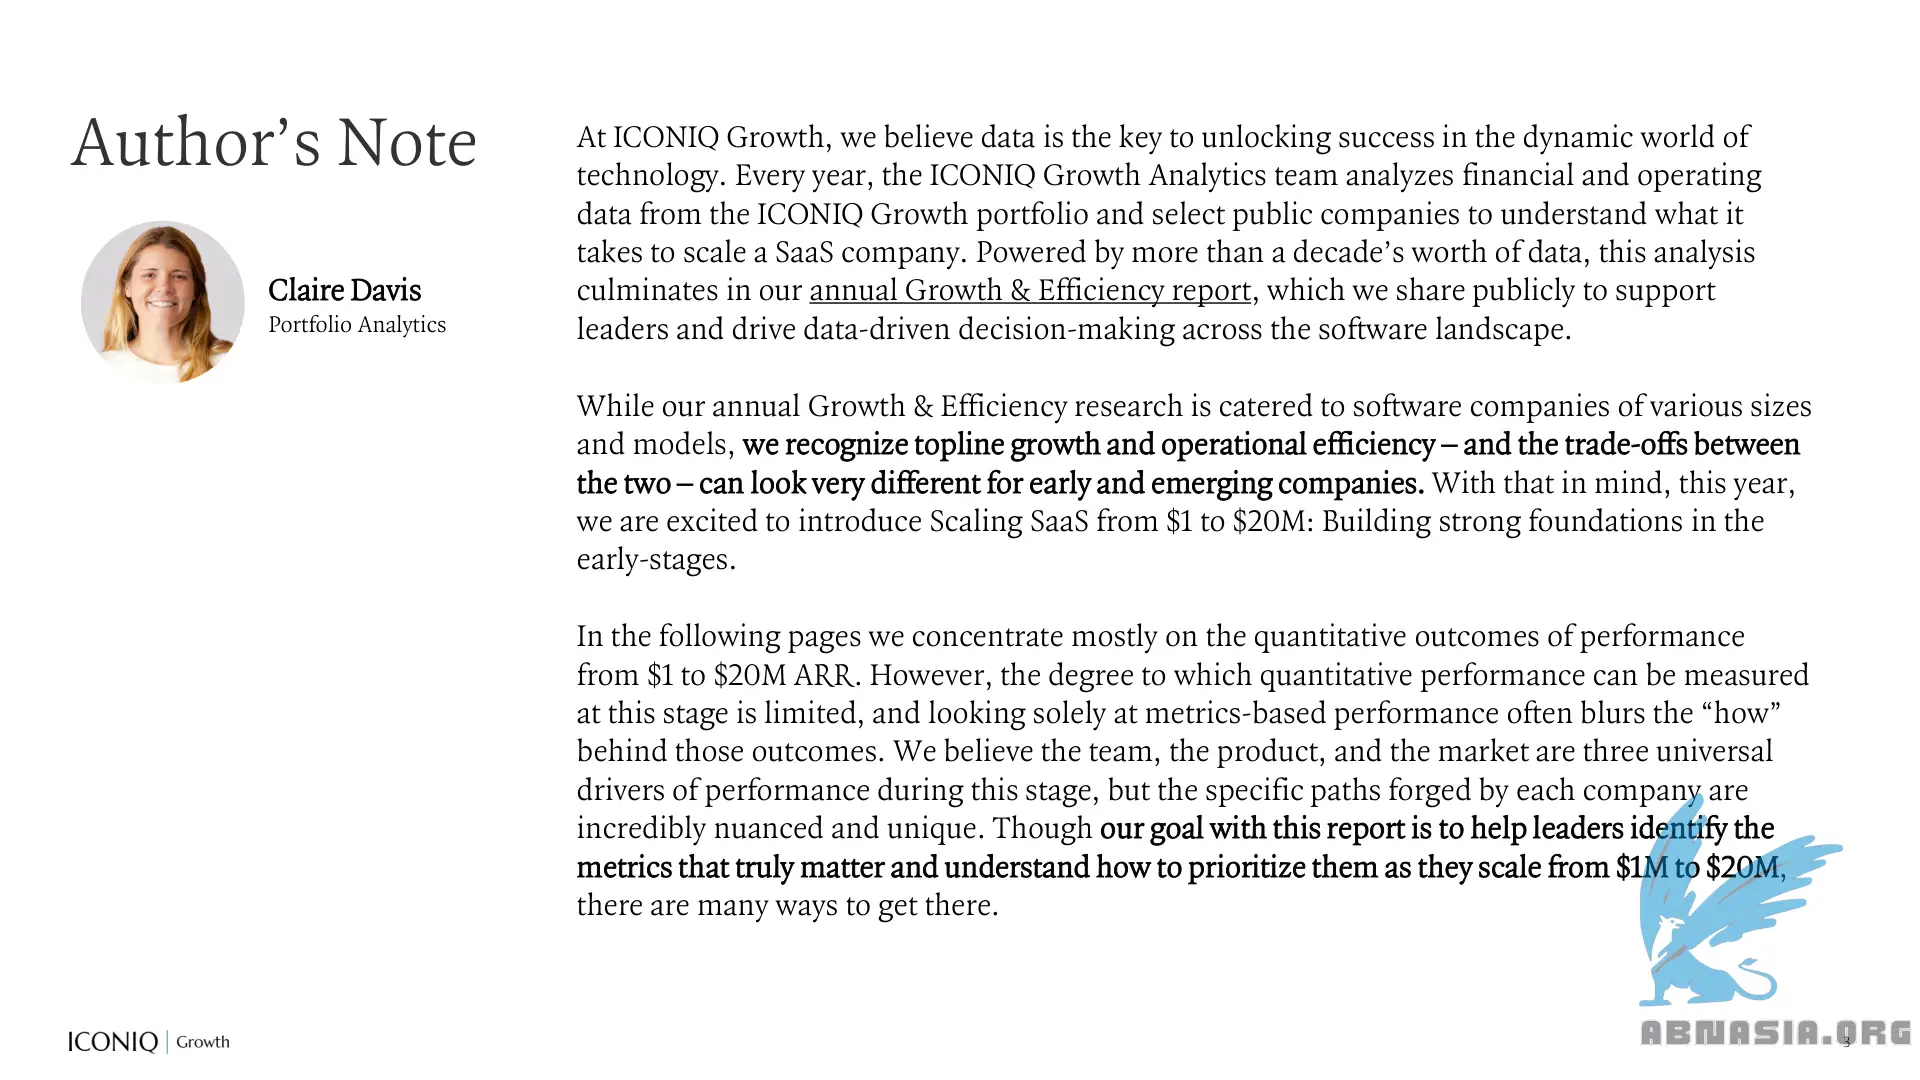 Author’s Note
Claire Davis
Portfolio Analytics
At ICONIQ Growth, we believe data is the key to unlocking success in the dynamic world of
technology. Every year, the ICONIQ Growth Analytics team analyzes financial and operating
data from the ICONIQ Growth portfolio and select public companies to understand what it
takes to scale a SaaS company. Powered by more than a decade’s worth of data, this analysis
culminates in our annual Growth & Efficiency report, which we share publicly to support
leaders and drive data-driven decision-making across the software landscape.
While our annual Growth & Efficiency research is catered to software companies of various sizes
and models, we recognize topline growth and operational efficiency – and the trade-offs between
the two – can look very different for early and emerging companies. With that in mind, this year,
we are excited to introduce Scaling SaaS from $1 to $20M: Building strong foundations in the
early-stages.
In the following pages we concentrate mostly on the quantitative outcomes of performance
from $1 to $20M ARR. However, the degree to which quantitative performance can be measured
at this stage is limited, and looking solely at metrics-based performance often blurs the “how”
behind those outcomes. We believe the team, the product, and the market are three universal
drivers of performance during this stage, but the specific paths forged by each company are
incredibly nuanced and unique. Though our goal with this report is to help leaders identify the
metrics that truly matter and understand how to prioritize them as they scale from $1M to $20M,
there are many ways to get there.
ICONIQ | Growth
ABNASIA.ORG
3